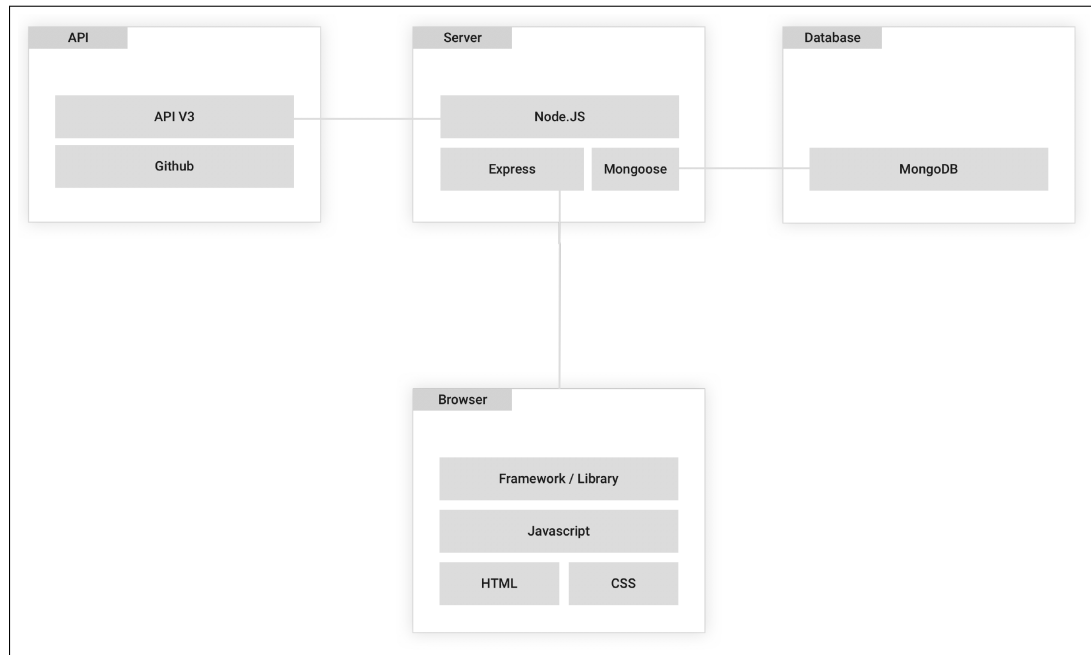 API
API V3
Github
Server
Node.JS
Express
Mongoose
Database
MongoDB
Browser
Framework / Library
Javascript
HTML
CSS